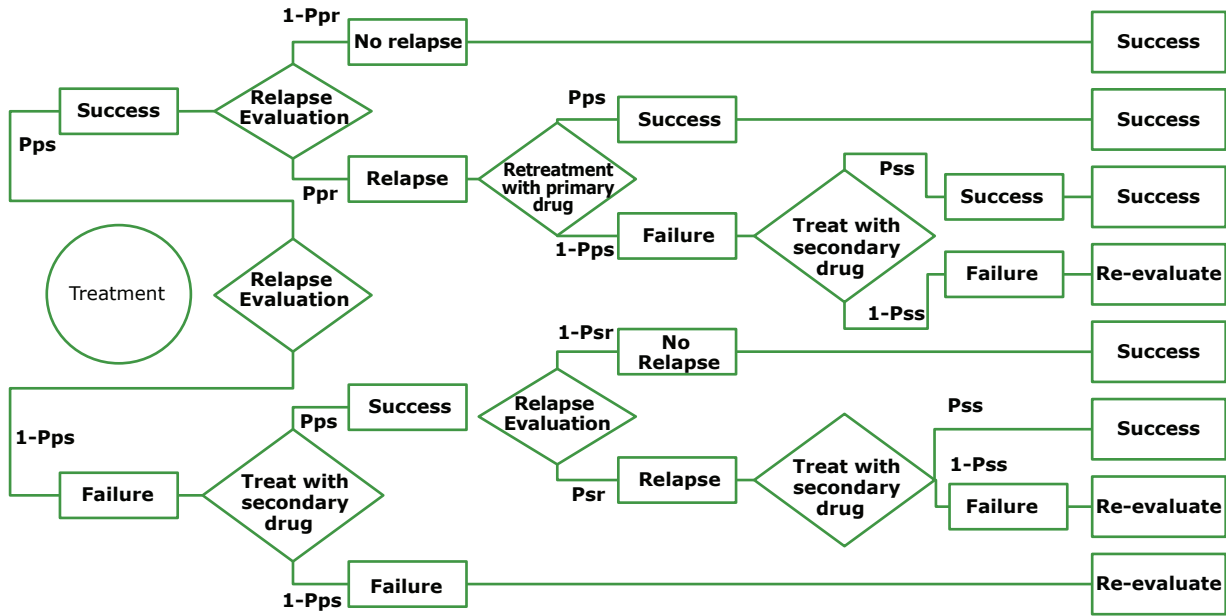 1-Ppr
No relapse
Success
Success
Relapse
Evaluation
Pps
Ppr
Relapse
Retreatment
with primary
drug
Pps
Success
Success
1-Pps
Failure
Treat with
secondary
drug
Pss
Success
Success
1-Pss
Failure
Re-evaluate
Treatment
Relapse
Evaluation
1-Pps
Failure
Treat with
secondary
drug
Pps
Success
Relapse
Evaluation
1-Psr
No
Relapse
Success
Psr
Relapse
Treat with
secondary
drug
Pss
Success
1-Pss
Failure
Re-evaluate
1-Pps
Failure
Re-evaluate